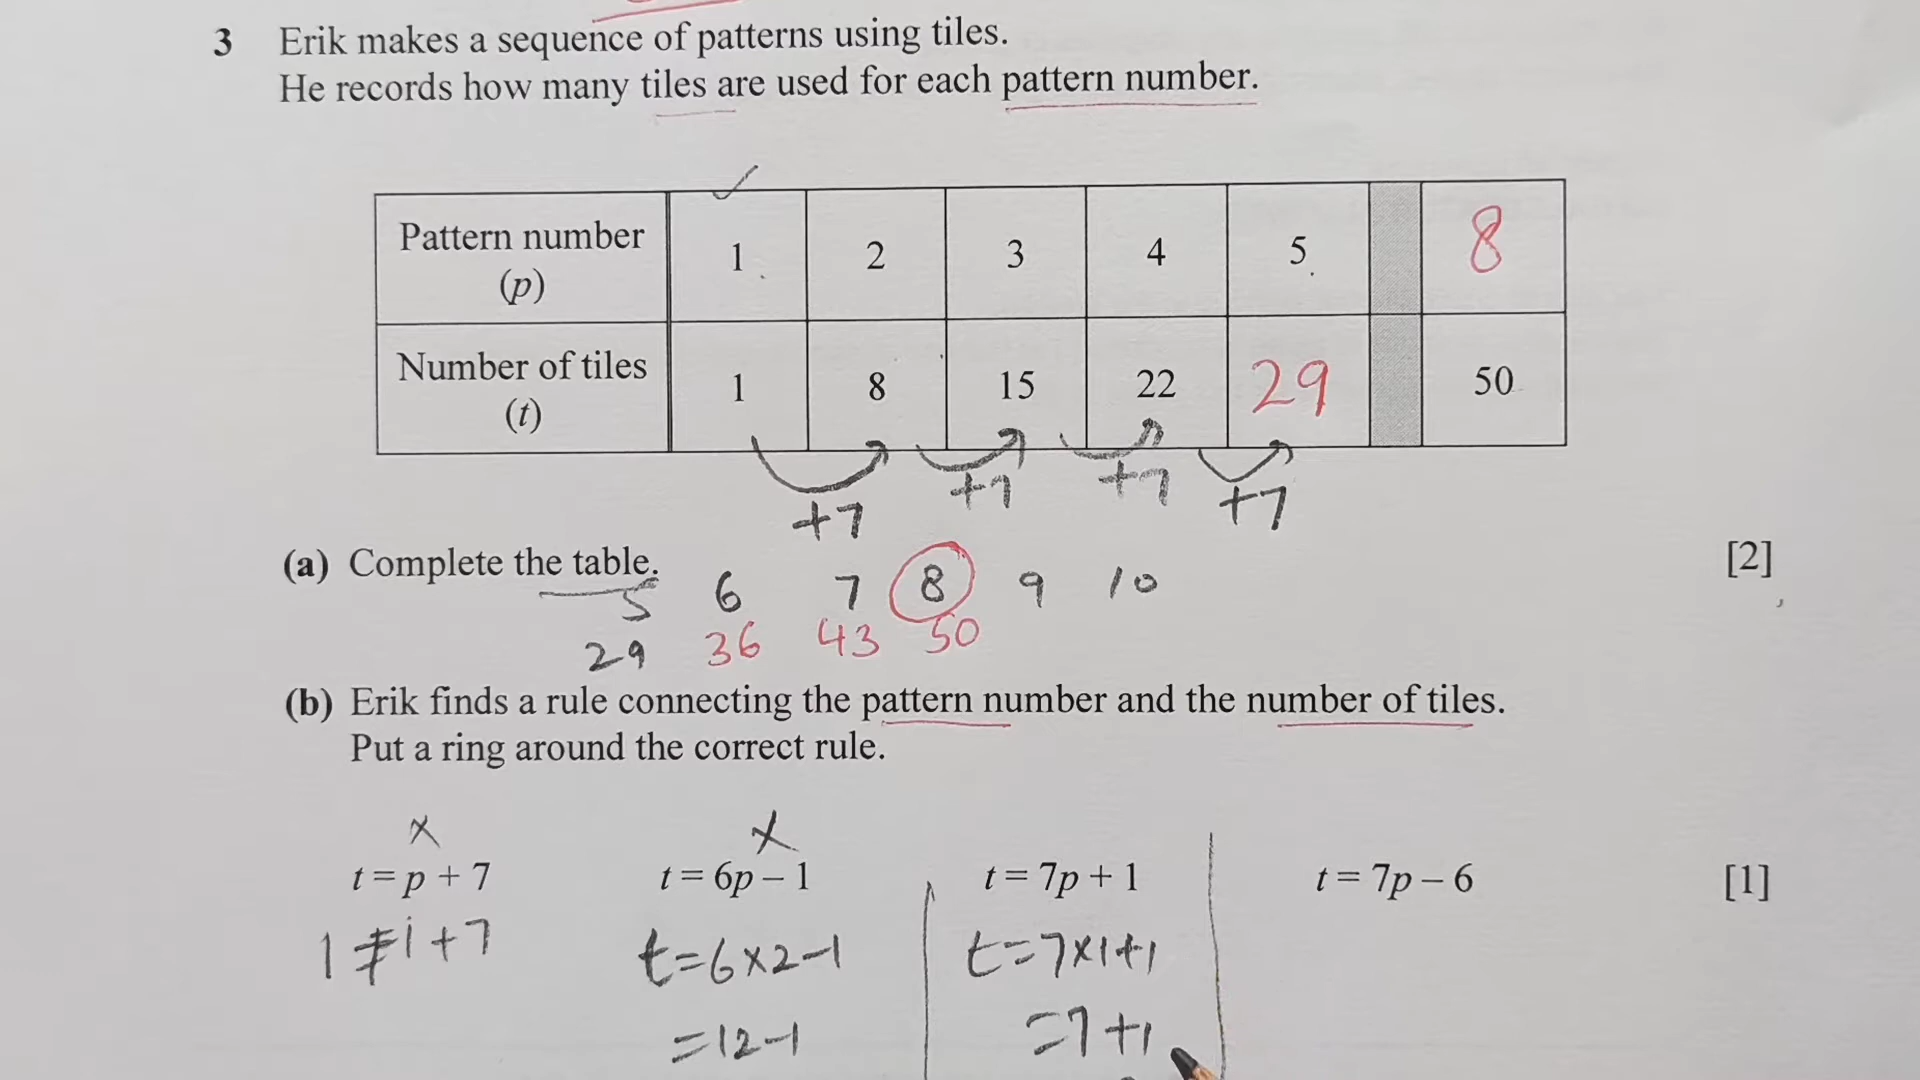 3 Erik makes a sequence of patterns using tiles.
He records how many tiles are used for each pattern number.
Pattern number (p) 1 2 3 4 5 8
Number of tiles (t) 1 8 15 22 29 50
+7 +7 +7 +7
(a) Complete the table. [2]
5 6 7 8 9 10
29 36 43 50
(b) Erik finds a rule connecting the pattern number and the number of tiles.
Put a ring around the correct rule.
x x
t = p + 7 t = 6p – 1 t = 7p + 1 t = 7p – 6 [1]
1 ≠ 1 + 7 t = 6 × 2 – 1 t = 7 × 1 + 1
= 12 – 1 = 7 + 1